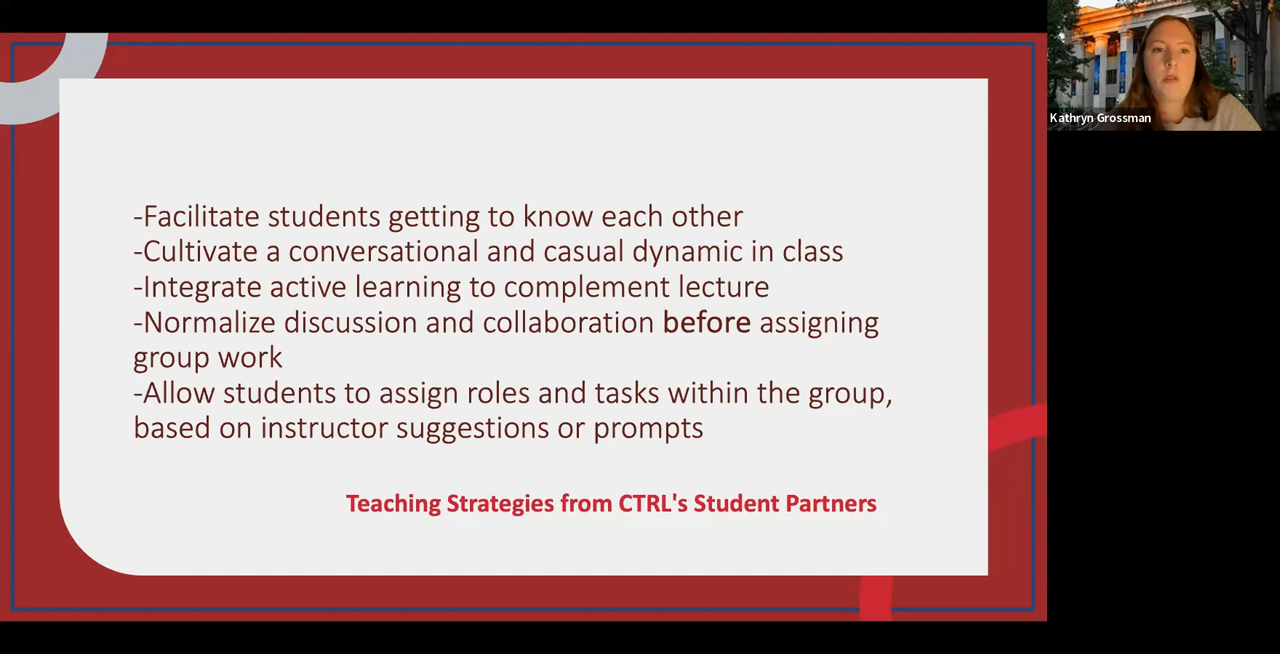 -Facilitate students getting to know each other
-Cultivate a conversational and casual dynamic in class
-Integrate active learning to complement lecture
-Normalize discussion and collaboration before assigning
group work
-Allow students to assign roles and tasks within the group,
based on instructor suggestions or prompts
Teaching Strategies from CTRL's Student Partners
Kathryn Grossman